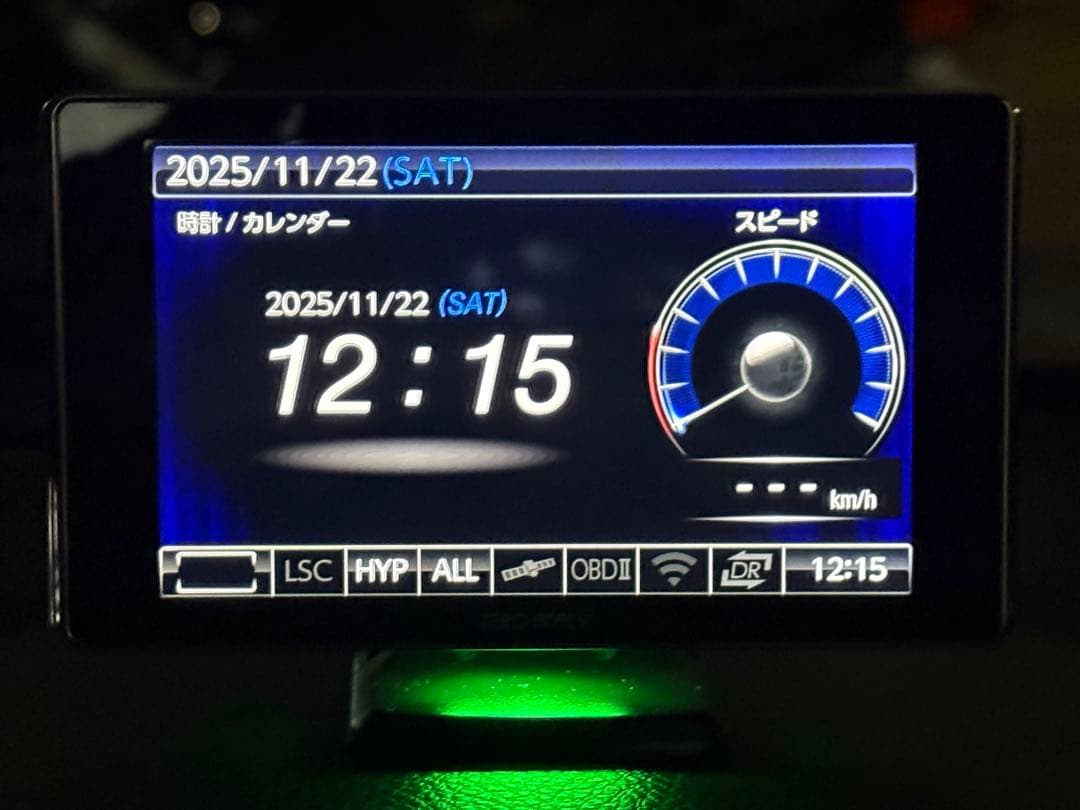 2025/11/22(SAT)
時計/カレンダー
スピード
2025/11/22 (SAT)
12:15
--- km/h
LSC HYP ALL OBDⅡ DR 12:15